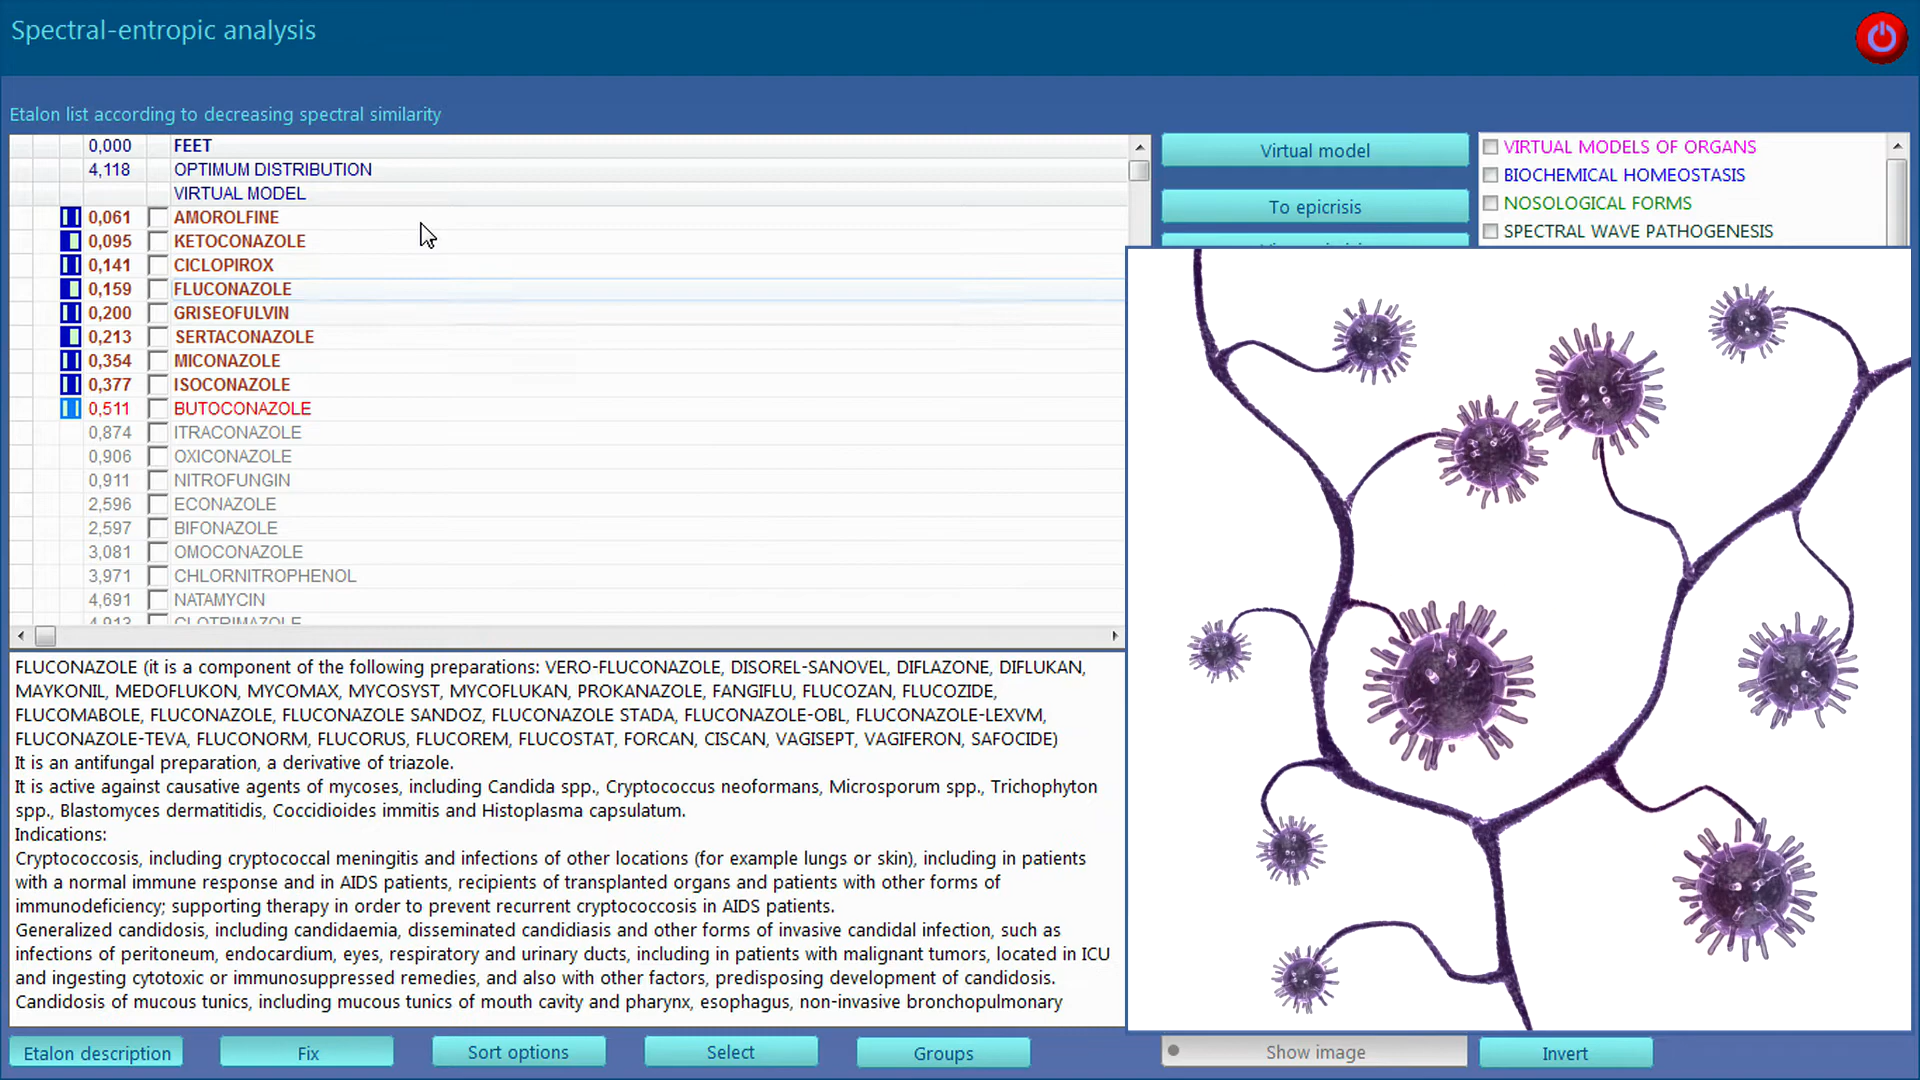 Spectral-entropic analysis
Etalon list according to decreasing spectral similarity
0,000 FEET
4,118 OPTIMUM DISTRIBUTION
VIRTUAL MODEL
0,061 AMOROLFINE
0,095 KETOCONAZOLE
0,141 CICLOPIROX
0,159 FLUCONAZOLE
0,200 GRISEOFULVIN
0,213 SERTACONAZOLE
0,354 MICONAZOLE
0,377 ISOCONAZOLE
0,511 BUTOCONAZOLE
0,874 ITRACONAZOLE
0,906 OXICONAZOLE
0,911 NITROFUNGIN
2,596 ECONAZOLE
2,597 BIFONAZOLE
3,081 OMOCONAZOLE
3,971 CHLORNITROPHENOL
4,691 NATAMYCIN
4,913 CLOTRIMAZOLE
Virtual model
To epicrisis
VIRTUAL MODELS OF ORGANS
BIOCHEMICAL HOMEOSTASIS
NOSOLOGICAL FORMS
SPECTRAL WAVE PATHOGENESIS
FLUCONAZOLE (it is a component of the following preparations: VERO-FLUCONAZOLE, DISOREL-SANOVEL, DIFLAZONE, DIFLUKAN,
MAYKONIL, MEDOFLUKON, MYCOMAX, MYCOSYST, MYCOFLUKAN, PROKANAZOLE, FANGIFLU, FLUCOZAN, FLUCOZIDE,
FLUCOMABOLE, FLUCONAZOLE, FLUCONAZOLE SANDOZ, FLUCONAZOLE STADA, FLUCONAZOLE-OBL, FLUCONAZOLE-LEXVM,
FLUCONAZOLE-TEVA, FLUCONORM, FLUCORUS, FLUCOREM, FLUCOSTAT, FORCAN, CISCAN, VAGISEPT, VAGIFERON, SAFOCIDE)
It is an antifungal preparation, a derivative of triazole.
It is active against causative agents of mycoses, including Candida spp., Cryptococcus neoformans, Microsporum spp., Trichophyton
spp., Blastomyces dermatitidis, Coccidioides immitis and Histoplasma capsulatum.
Indications:
Cryptococcosis, including cryptococcal meningitis and infections of other locations (for example lungs or skin), including in patients
with a normal immune response and in AIDS patients, recipients of transplanted organs and patients with other forms of
immunodeficiency; supporting therapy in order to prevent recurrent cryptococcosis in AIDS patients.
Generalized candidosis, including candidaemia, disseminated candidiasis and other forms of invasive candidal infection, such as
infections of peritoneum, endocardium, eyes, respiratory and urinary ducts, including in patients with malignant tumors, located in ICU
and ingesting cytotoxic or immunosuppressed remedies, and also with other factors, predisposing development of candidosis.
Candidosis of mucous tunics, including mucous tunics of mouth cavity and pharynx, esophagus, non-invasive bronchopulmonary
Etalon description
Fix
Sort options
Select
Groups
Show image
Invert